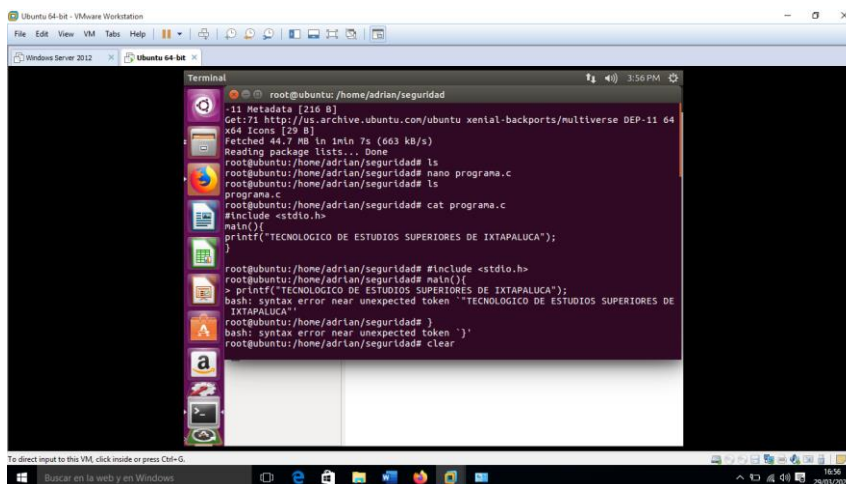 Ubuntu 64-bit - VMware Workstation
File Edit View VM Tabs Help
Windows Server 2012 Ubuntu 64-bit
Terminal 3:56 PM
root@ubuntu: /home/adrian/seguridad
-11 Metadata [216 B]
Get:71 http://us.archive.ubuntu.com/ubuntu xenial-backports/multiverse DEP-11 64
x64 Icons [29 B]
Fetched 44.7 MB in 1min 7s (663 kB/s)
Reading package lists... Done
root@ubuntu:/home/adrian/seguridad# ls
root@ubuntu:/home/adrian/seguridad# nano programa.c
root@ubuntu:/home/adrian/seguridad# ls
programa.c
root@ubuntu:/home/adrian/seguridad# cat programa.c
#include <stdio.h>
main(){
printf("TECNOLOGICO DE ESTUDIOS SUPERIORES DE IXTAPALUCA");
}
root@ubuntu:/home/adrian/seguridad# #include <stdio.h>
root@ubuntu:/home/adrian/seguridad# main(){
> printf("TECNOLOGICO DE ESTUDIOS SUPERIORES DE IXTAPALUCA");
bash: syntax error near unexpected token `"TECNOLOGICO DE ESTUDIOS SUPERIORES DE
IXTAPALUCA"'
root@ubuntu:/home/adrian/seguridad# }
bash: syntax error near unexpected token `}'
root@ubuntu:/home/adrian/seguridad# clear
To direct input to this VM, click inside or press Ctrl+G.
Buscar en la web y en Windows
16:56